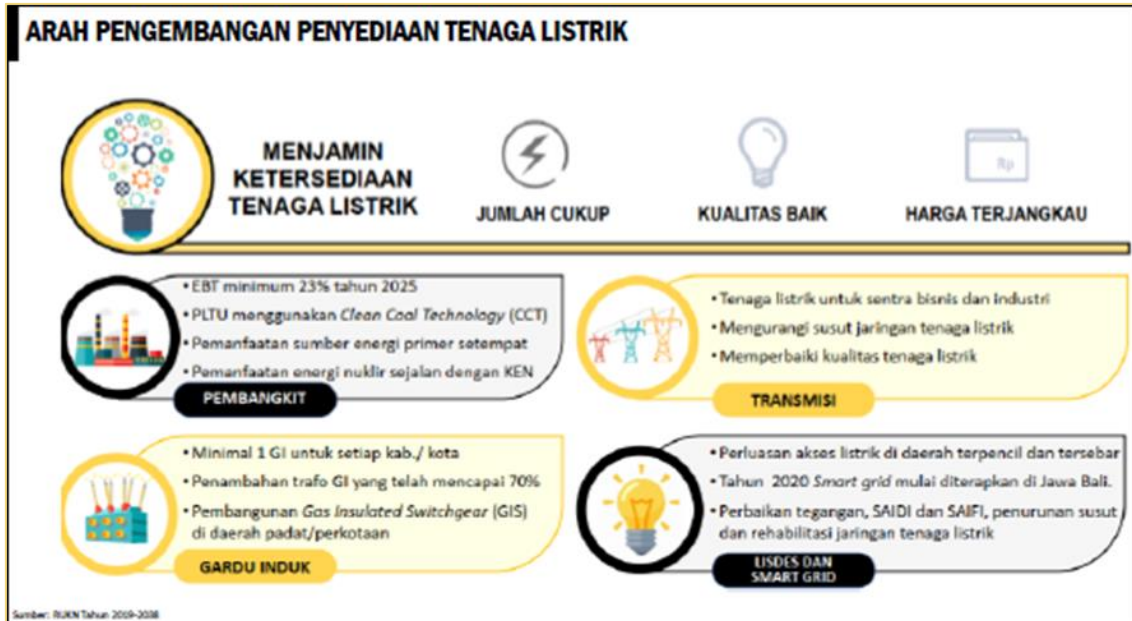 ARAH PENGEMBANGAN PENYEDIAAN TENAGA LISTRIK
MENJAMIN
KETERSEDIAAN
TENAGA LISTRIK
JUMLAH CUKUP
KUALITAS BAIK
Rp
HARGA TERJANGKAU
• EBT minimum 23% tahun 2025
• PLTU menggunakan Clean Coal Technology (CCT)
• Pemanfaatan sumber energi primer setempat
• Pemanfaatan energi nuklir sejalan dengan KEN
PEMBANGKIT
• Tenaga listrik untuk sentra bisnis dan industri
• Mengurangi susut jaringan tenaga listrik
• Memperbaiki kualitas tenaga listrik
TRANSMISI
• Minimal 1 GI untuk setiap kab./ kota
• Penambahan trafo GI yang telah mencapai 70%
• Pembangunan Gas Insulated Switchgear (GIS)
di daerah padat/perkotaan
GARDU INDUK
• Perluasan akses listrik di daerah terpencil dan tersebar
• Tahun 2020 Smart grid mulai diterapkan di Jawa Bali.
• Perbaikan tegangan, SAIDI dan SAIFI, penurunan susut
dan rehabilitasi jaringan tenaga listrik
LISDES DAN
SMART GRID
Sumber: RUKN Tahun 2019-2038